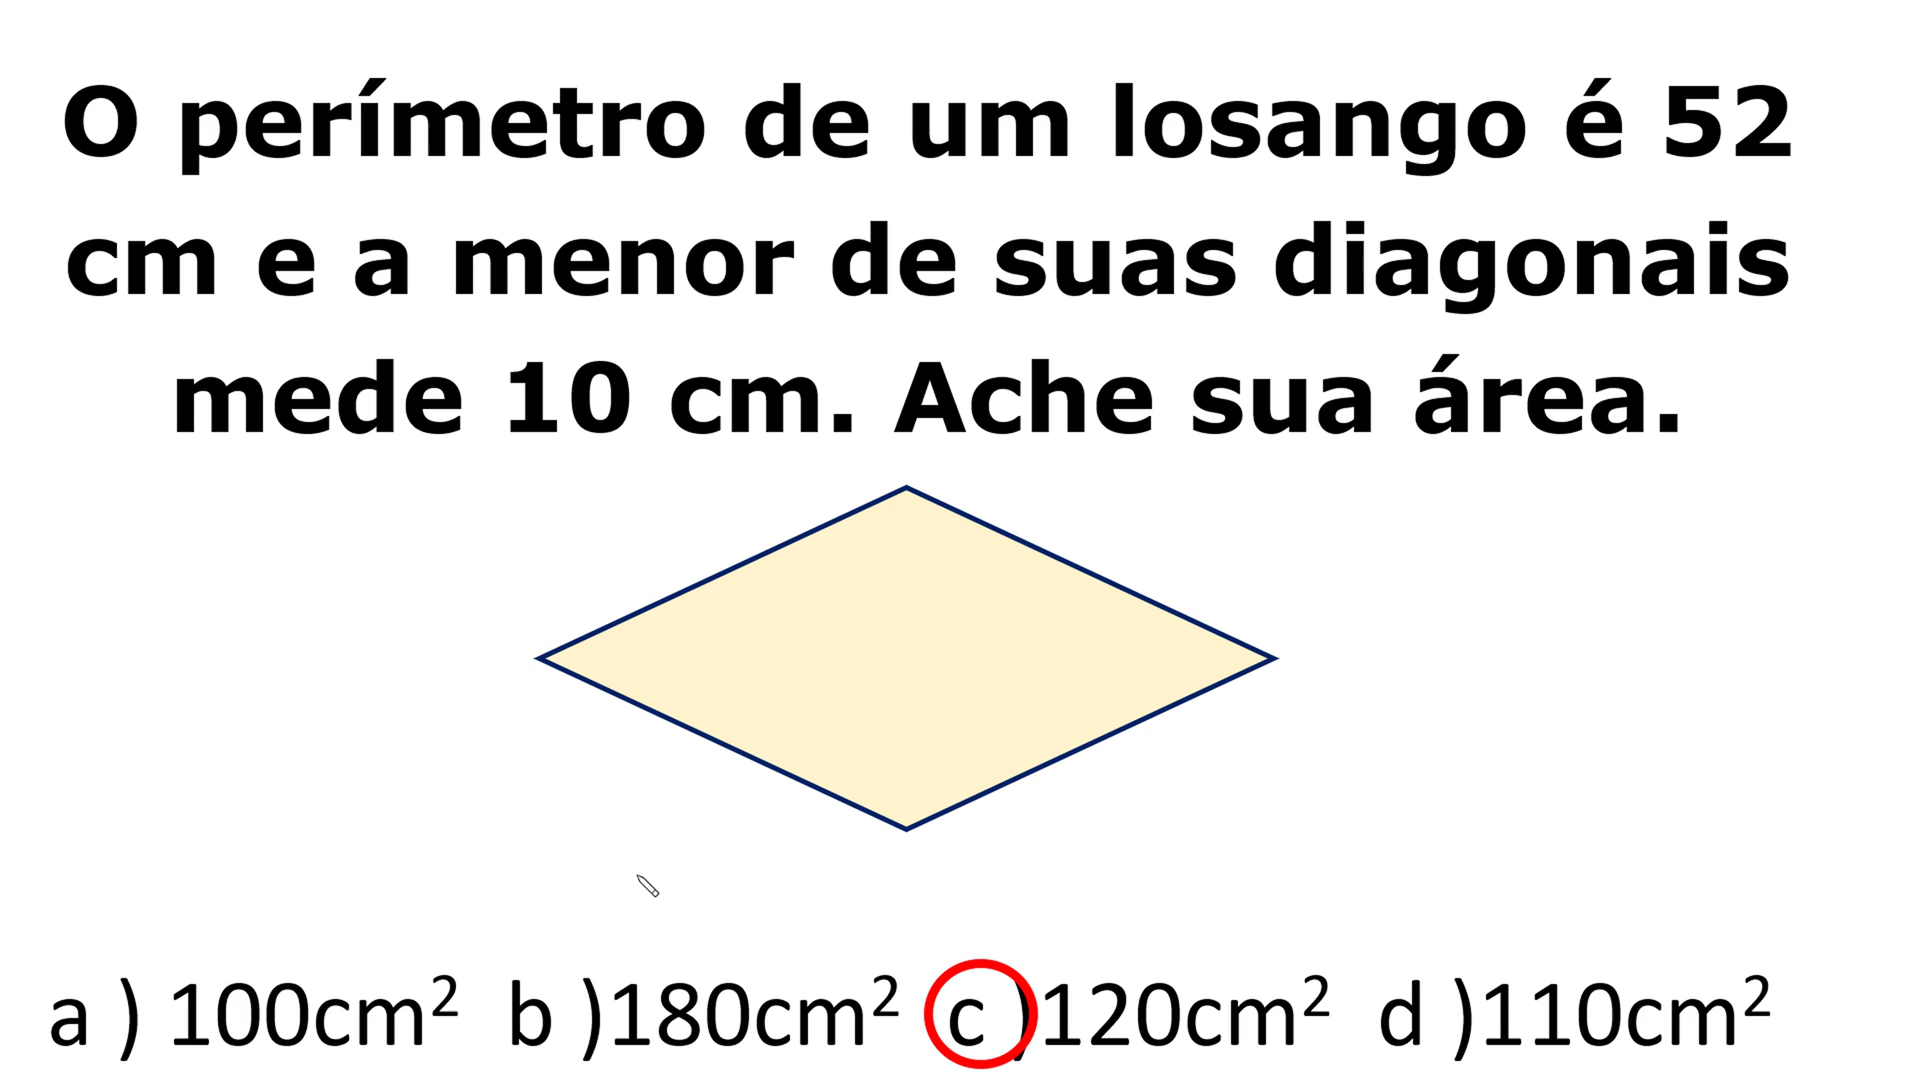 O perímetro de um losango é 52
cm e a menor de suas diagonais
mede 10 cm. Ache sua área.
a ) 100cm² b )180cm² c )120cm² d )110cm²